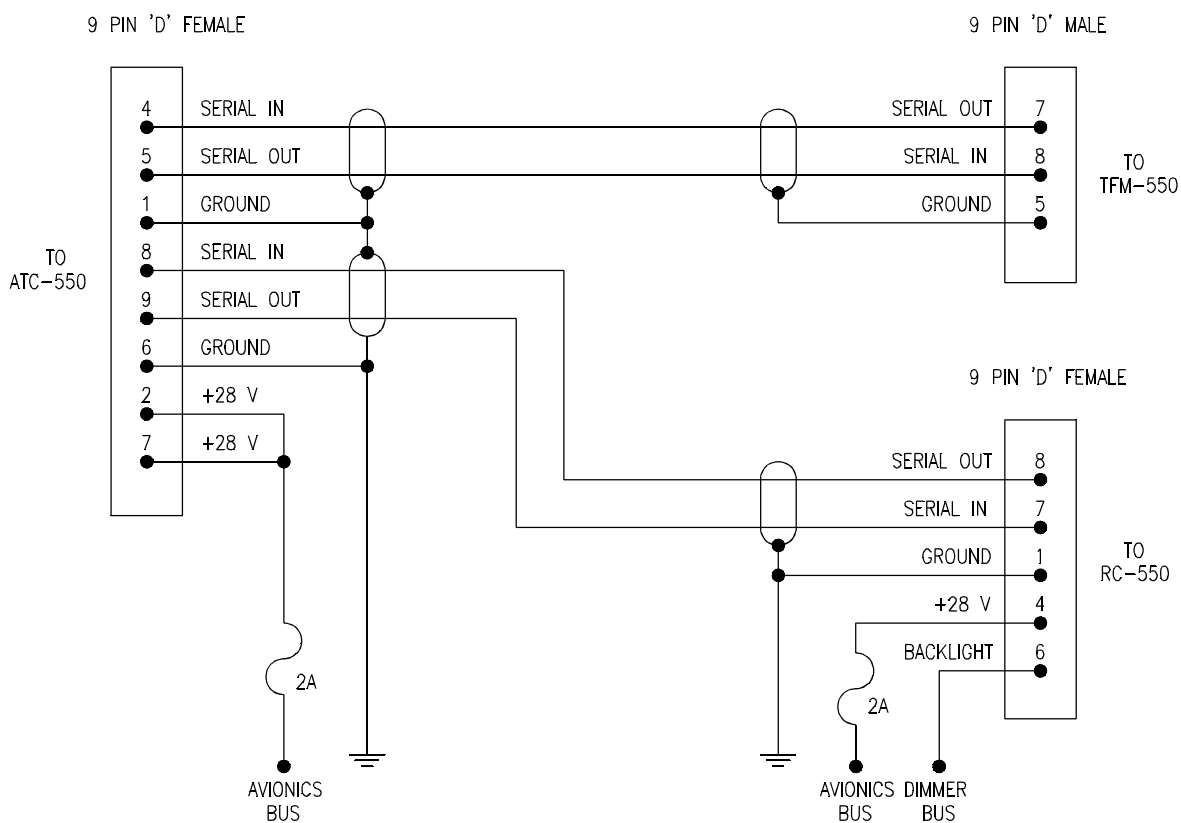 9 PIN 'D' FEMALE
4 SERIAL IN
5 SERIAL OUT
1 GROUND
8 SERIAL IN
9 SERIAL OUT
6 GROUND
2 +28 V
7 +28 V
TO
ATC-550
2A
AVIONICS
BUS
9 PIN 'D' MALE
SERIAL OUT 7
SERIAL IN 8
GROUND 5
TO
TFM-550
9 PIN 'D' FEMALE
SERIAL OUT 8
SERIAL IN 7
GROUND 1
+28 V 4
BACKLIGHT 6
TO
RC-550
2A
AVIONICS
BUS
DIMMER
BUS